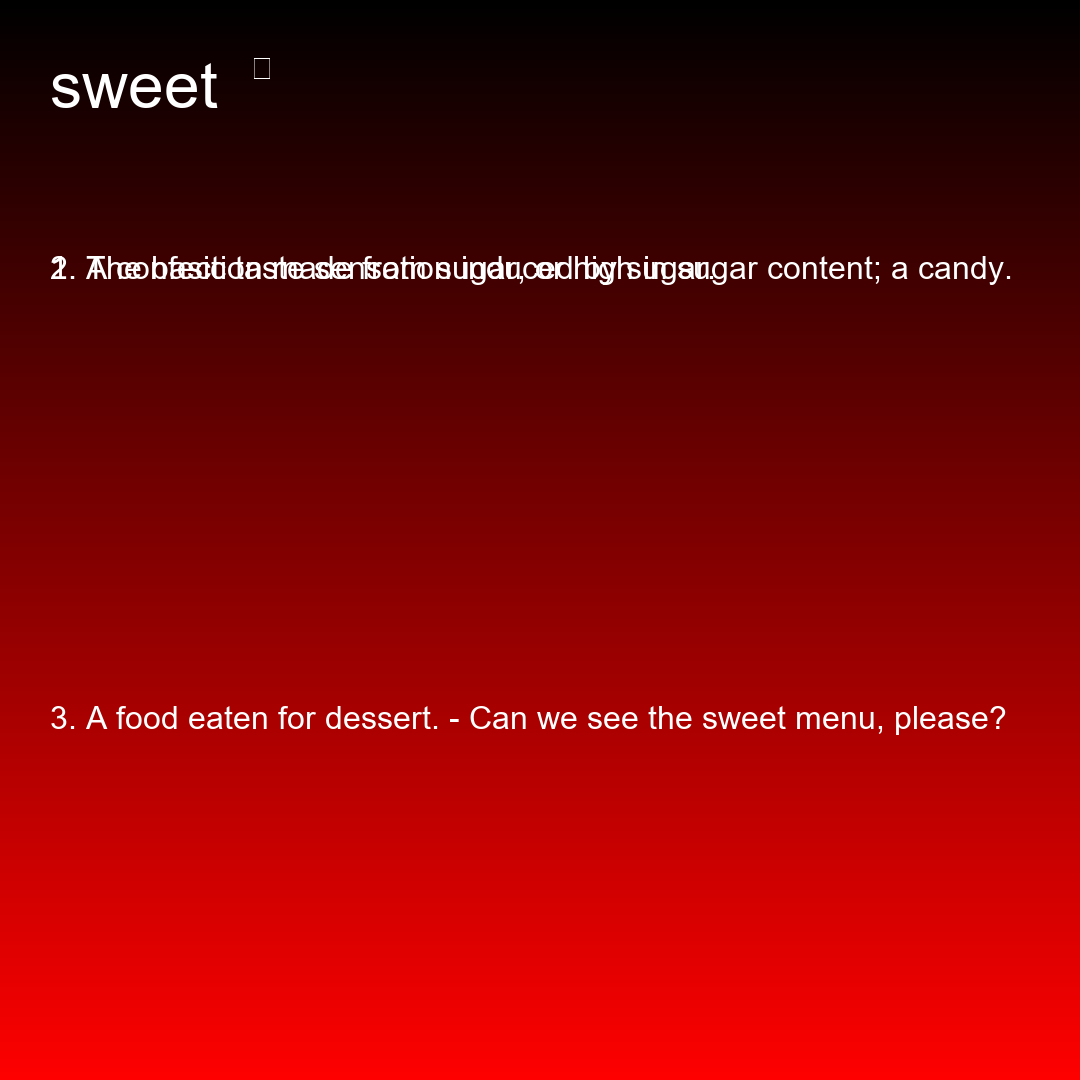 sweet
1. The basic taste sensation induced by sugar.
2. A confection made from sugar, or high in sugar content; a candy.
3. A food eaten for dessert. - Can we see the sweet menu, please?